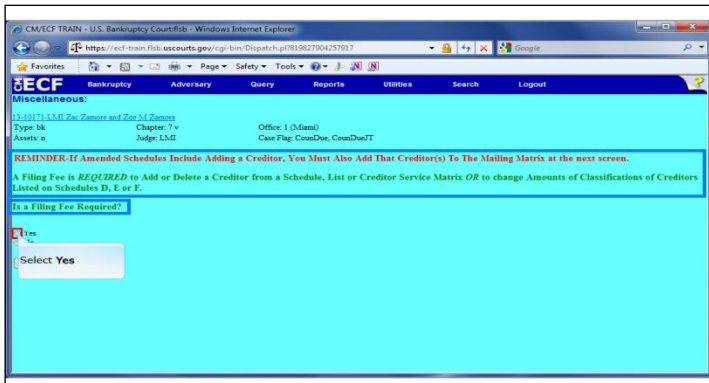 CM/ECF TRAIN - U.S. Bankruptcy Court:flsb - Windows Internet Explorer
https://ecf-train.flsb.uscourts.gov/cgi-bin/Dispatch.pl?819827904257917
Google
Favorites Page Safety Tools
ECF Bankruptcy Adversary Query Reports Utilities Search Logout ?
Miscellaneous:
13-10171-LMI Zac Zamora and Zoe M Zamora
Type: bk Chapter: 7 v Office: 1 (Miami)
Assets: n Judge: LMI Case Flag: CounDue, CounDueJT
REMINDER-If Amended Schedules Include Adding a Creditor, You Must Also Add That Creditor(s) To The Mailing Matrix at the next screen.
A Filing Fee is REQUIRED to Add or Delete a Creditor from a Schedule, List or Creditor Service Matrix OR to change Amounts of Classifications of Creditors
Listed on Schedules D, E or F.
Is a Filing Fee Required?
Yes
Select Yes